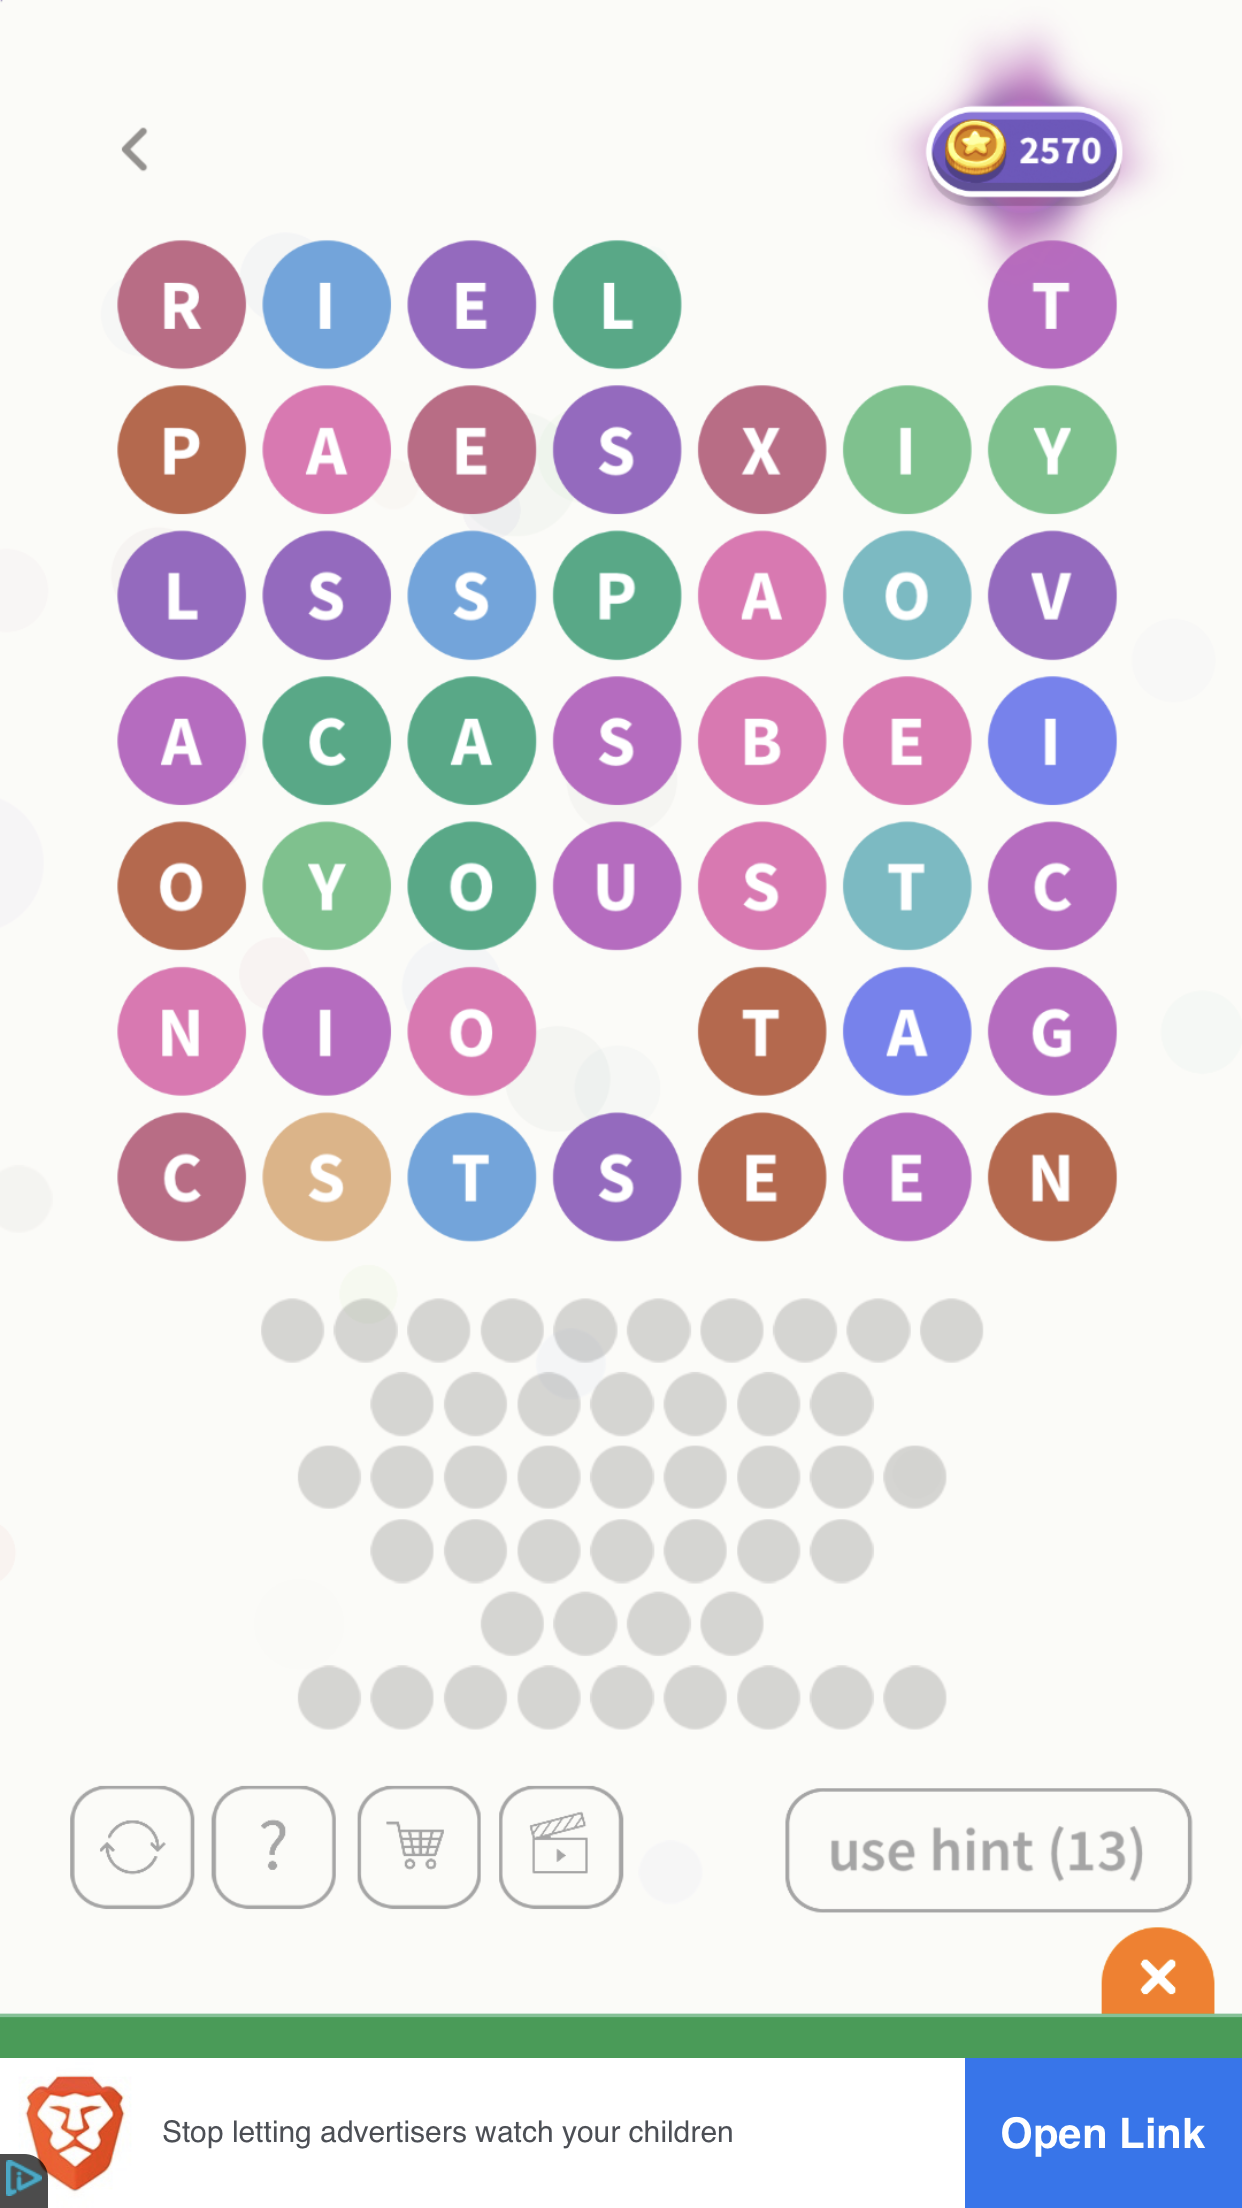 2570
R I E L T
P A E S X I Y
L S S P A O V
A C A S B E I
O Y O U S T C
N I O T A G
C S T S E E N
?
use hint (13)
Stop letting advertisers watch your children
Open Link